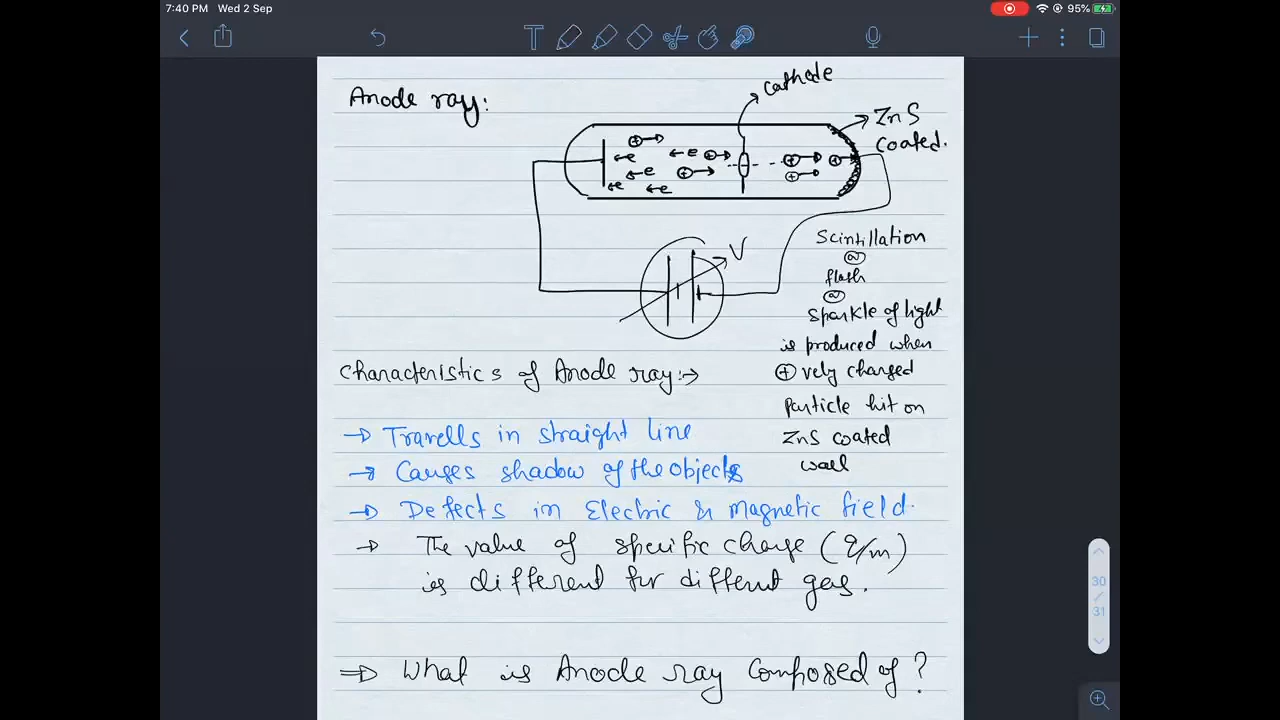 7:40 PM Wed 2 Sep
95%
T
Anode ray:
cathode
ZnS
coated.
e
e
e
e
e
e
V
Scintillation
flash
sparkle of light
is produced when
+vely charged
particle hit on
ZnS coated
wall
Characteristics of Anode ray:→
→ Travells in straight line
→ Causes shadow of the objects
→ Defects in Electric & Magnetic field.
→ The value of specific charge (q/m)
is different for different gas.
30
/
31
⇒ What is Anode ray composed of?